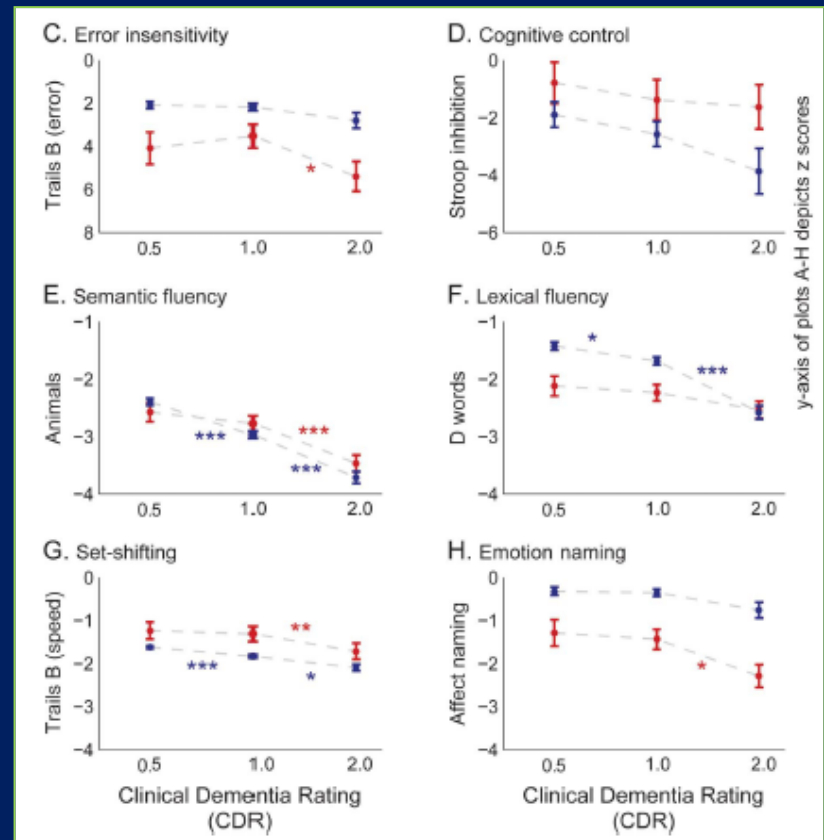 C. Error insensitivity
0
2
4
6
8
Trails B (error)
*
0.5 1.0 2.0
D. Cognitive control
0
−2
−4
−6
Stroop inhibition
0.5 1.0 2.0
E. Semantic fluency
−1
−2
−3
−4
Animals
*** ***
***
0.5 1.0 2.0
F. Lexical fluency
−1
−2
−3
−4
D words
*
***
0.5 1.0 2.0
G. Set-shifting
0
−1
−2
−3
−4
Trails B (speed)
**
*** *
0.5 1.0 2.0
Clinical Dementia Rating
(CDR)
H. Emotion naming
0
−1
−2
−3
−4
Affect naming
*
0.5 1.0 2.0
Clinical Dementia Rating
(CDR)
y-axis of plots A-H depicts z scores